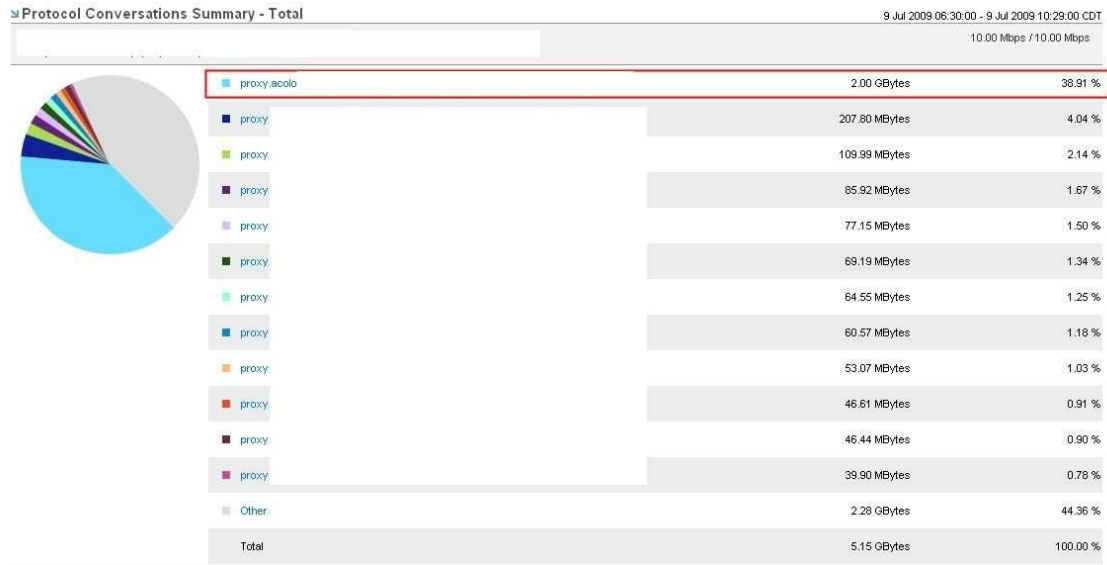 Protocol Conversations Summary - Total
9 Jul 2009 06:30:00 - 9 Jul 2009 10:29:00 CDT
10.00 Mbps / 10.00 Mbps
proxy.acolo 2.00 GBytes 38.91 %
proxy 207.80 MBytes 4.04 %
proxy 109.99 MBytes 2.14 %
proxy 85.92 MBytes 1.67 %
proxy 77.15 MBytes 1.50 %
proxy 69.19 MBytes 1.34 %
proxy 64.55 MBytes 1.25 %
proxy 60.57 MBytes 1.18 %
proxy 53.07 MBytes 1.03 %
proxy 46.61 MBytes 0.91 %
proxy 46.44 MBytes 0.90 %
proxy 39.90 MBytes 0.78 %
Other 2.28 GBytes 44.36 %
Total 5.15 GBytes 100.00 %